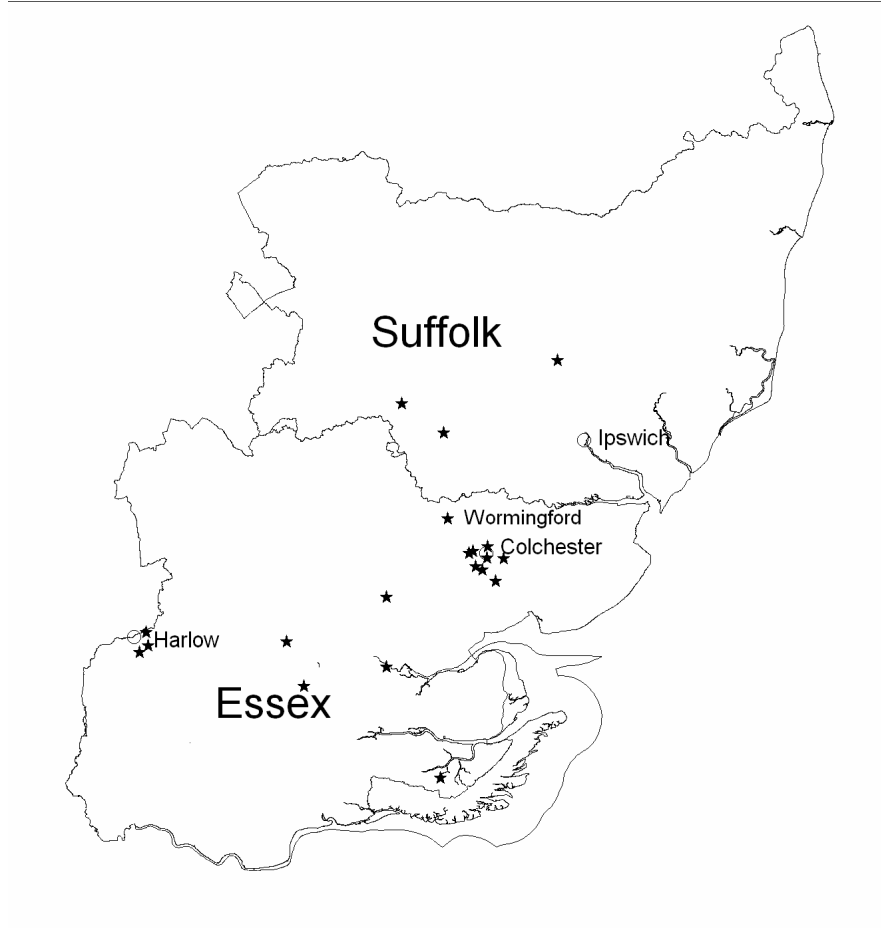 Suffolk
Ipswich
Wormingford
Colchester
Harlow
Essex